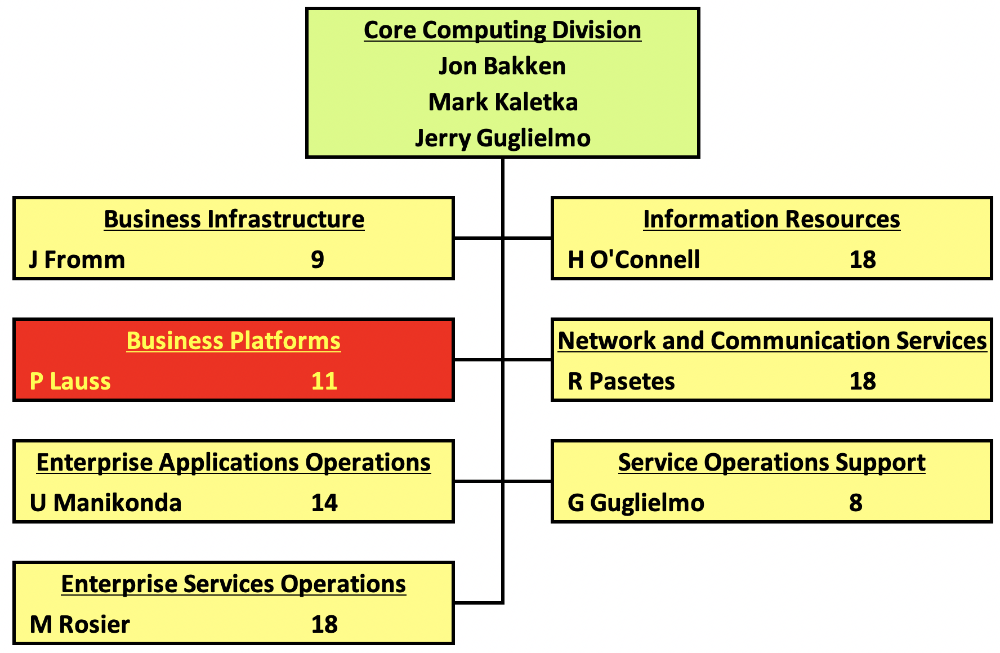 Core Computing Division
Jon Bakken
Mark Kaletka
Jerry Guglielmo
Business Infrastructure
J Fromm 9
Information Resources
H O'Connell 18
Business Platforms
P Lauss 11
Network and Communication Services
R Pasetes 18
Enterprise Applications Operations
U Manikonda 14
Service Operations Support
G Guglielmo 8
Enterprise Services Operations
M Rosier 18